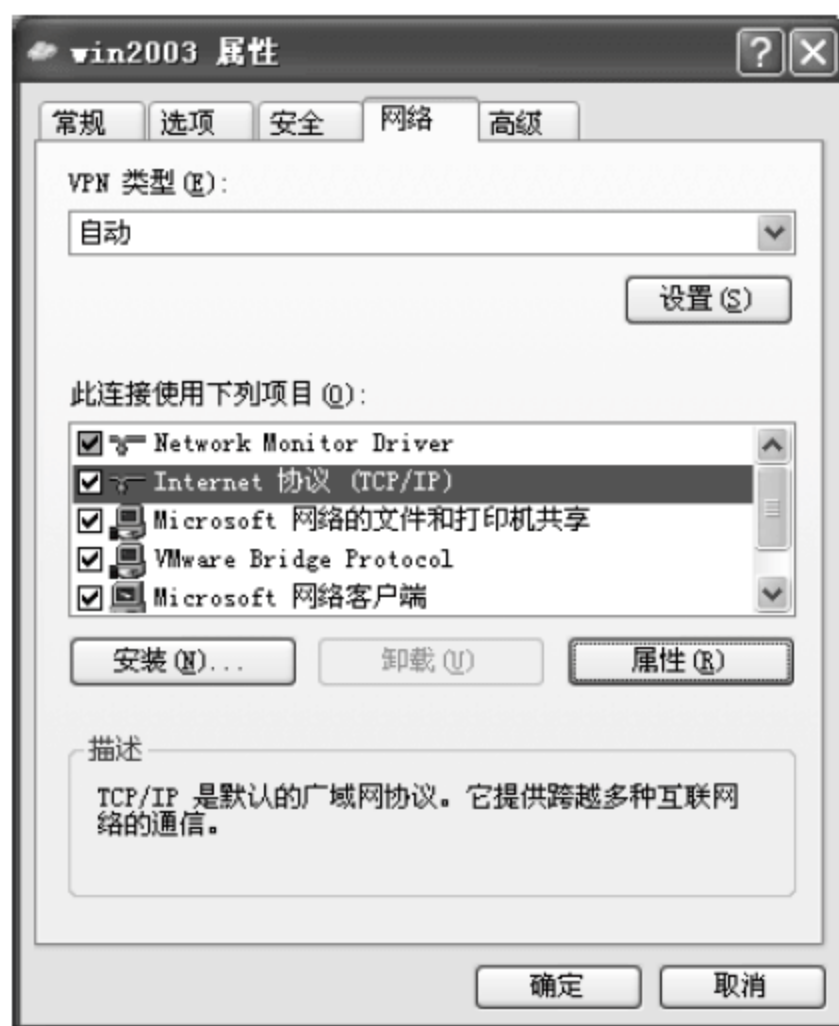 win2003 属性
常规 选项 安全 网络 高级
VPN 类型(E):
自动
设置(S)
此连接使用下列项目(O):
Network Monitor Driver
Internet 协议 (TCP/IP)
Microsoft 网络的文件和打印机共享
VMware Bridge Protocol
Microsoft 网络客户端
安装(N)... 卸载(U) 属性(R)
描述
TCP/IP 是默认的广域网协议。它提供跨越多种互联网
络的通信。
确定 取消